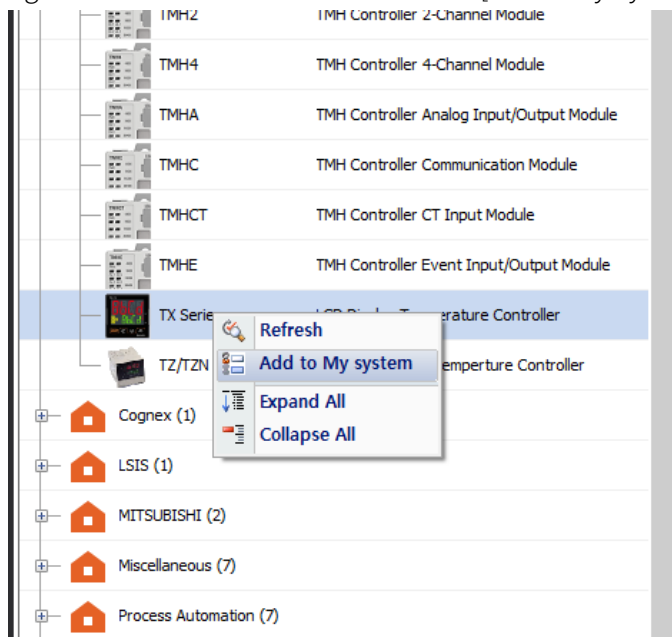 TMH2 TMH Controller 2-Channel Module
TMH4 TMH Controller 4-Channel Module
TMHA TMH Controller Analog Input/Output Module
TMHC TMH Controller Communication Module
TMHCT TMH Controller CT Input Module
TMHE TMH Controller Event Input/Output Module
TX Series Controller
Refresh
TZ/TZN emperture Controller
Add to My system
Expand All
Collapse All
Cognex (1)
LSIS (1)
MITSUBISHI (2)
Miscellaneous (7)
Process Automation (7)